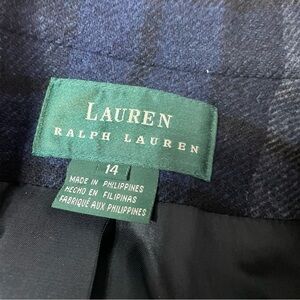 LAUREN
RALPH LAUREN
14
MADE IN PHILIPPINES
HECHO EN FILIPINAS
FABRIQUÉ AUX PHILIPPINES